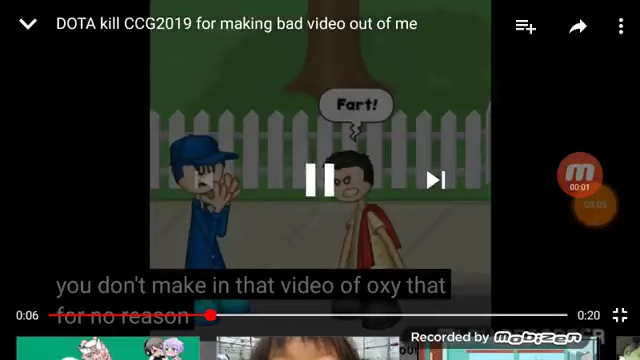 DOTA kill CCG2019 for making bad video out of me
Fart!
00:01
00:05
you don't make in that video of oxy that
for no reason
0:06
0:20
Recorded by MOBIZEN